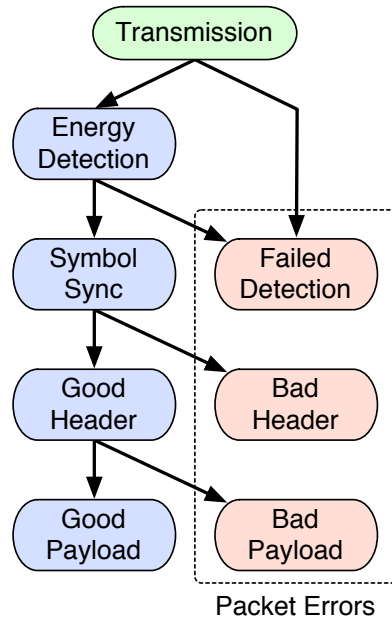 Transmission
Energy
Detection
Symbol
Sync
Failed
Detection
Good
Header
Bad
Header
Good
Payload
Bad
Payload
Packet Errors